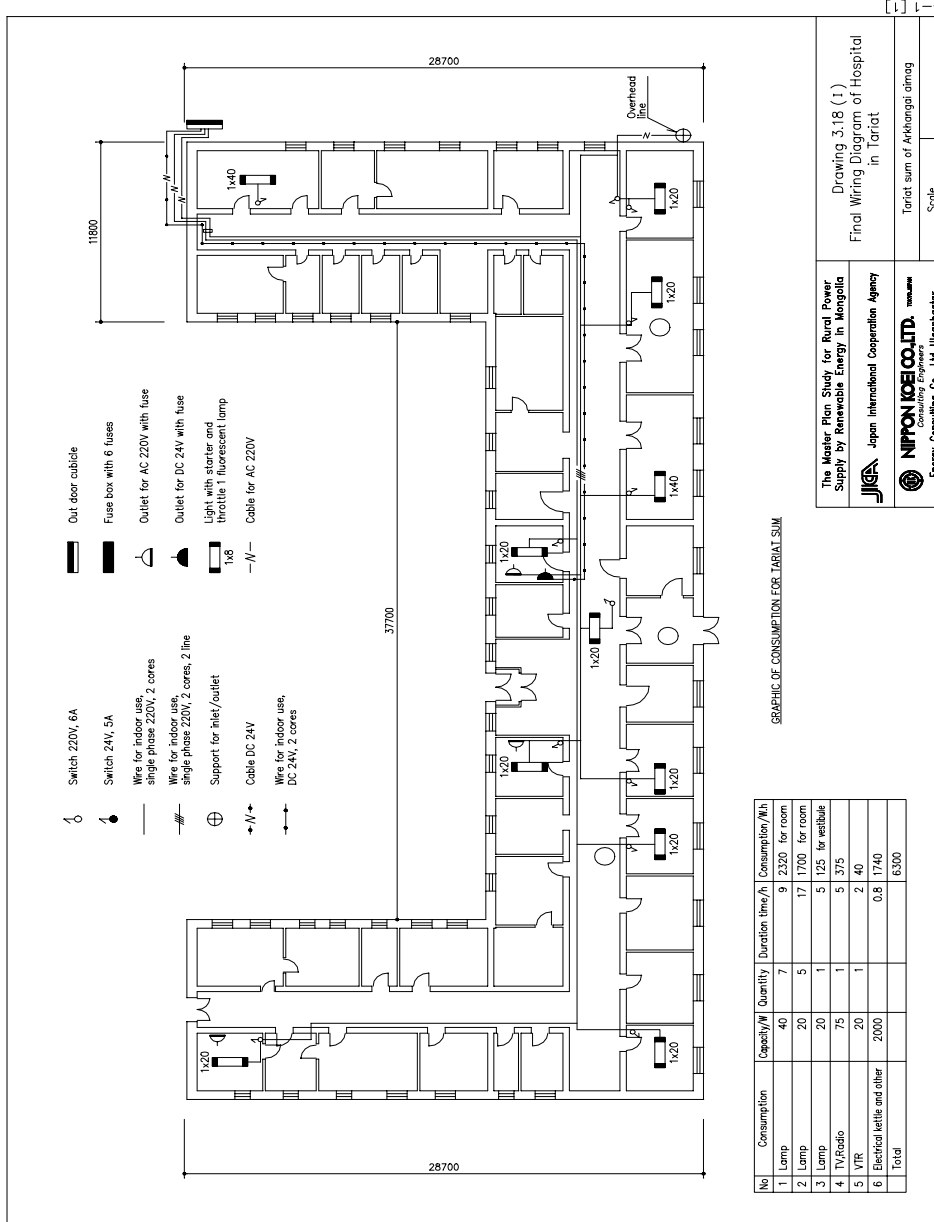 28700
11800
Overhead
line
1x40
1x20
1x20
1x40
1x20
1x20
1x20
1x20
1x20
1x20
1x20
37700
28700
Switch 220V, 6A
Switch 24V, 5A
Wire for indoor use,
single phase 220V, 2 cores
Wire for indoor use,
single phase 220V, 2 cores, 2 line
Support for inlet/outlet
N
Cable DC 24V
Wire for indoor use,
DC 24V, 2 cores
Out door cubicle
Fuse box with 6 fuses
Outlet for AC 220V with fuse
Outlet for DC 24V with fuse
1x8
Light with starter and
throttle 1 fluorescent lamp
N
Cable for AC 220V
GRAPHIC OF CONSUMPTION FOR TARIAT SUM
No Consumption Capacity/W Quantity Duration time/h Consumption/W.h
1 Lamp 40 7 9 2320 for room
2 Lamp 20 5 17 1700 for room
3 Lamp 20 1 5 125 for vestibule
4 TV,Radio 75 1 5 375
5 VTR 20 1 2 40
6 Electrical kettle and other 2000 0.8 1740
Total 6300
The Master Plan Study for Rural Power
Supply by Renewable Energy in Mongolia
JICA Japan International Cooperation Agency
NIPPON KOEI CO.,LTD.
Consulting Engineers
Drawing 3.18 (1)
Final Wiring Diagram of Hospital
in Tariat
Tariat sum of Arkhangai aimag
Scale